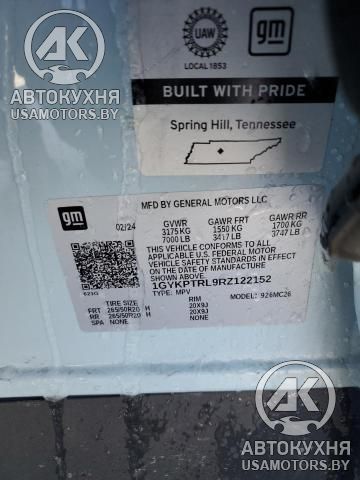 АК
АВТОКУХНЯ
USAMOTORS.BY
UAW
LOCAL 1853
gm
BUILT WITH PRIDE
Spring Hill, Tennessee
gm
MFD BY GENERAL MOTORS LLC
02/24 GVWR GAWR FRT GAWR RR
3175 KG 1550 KG 1700 KG
7000 LB 3417 LB 3747 LB
THIS VEHICLE CONFORMS TO ALL
APPLICABLE U.S. FEDERAL MOTOR
VEHICLE SAFETY STANDARDS IN EFFECT ON
THE DATE OF MANUFACTURE
SHOWN ABOVE.
1GYKPTRL9RZ122152
TYPE: MPV MODEL: 926MC26
TIRE SIZE RIM
FRT 265/50R20 H 20X9J
RR 265/50R20 H 20X9J
SPA NONE NONE
АК
АВТОКУХНЯ
USAMOTORS.BY